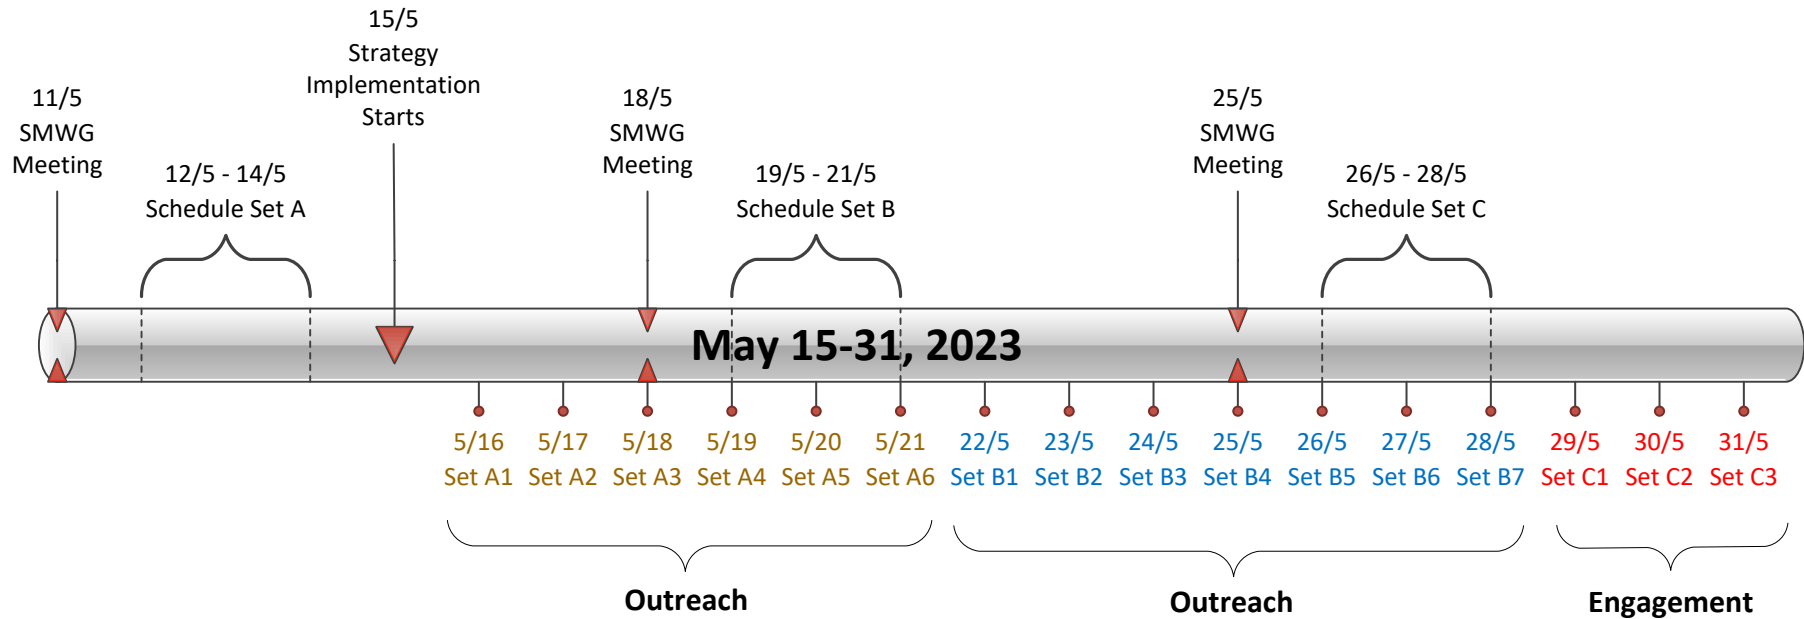 15/5
Strategy
Implementation
Starts
11/5
SMWG
Meeting
18/5
SMWG
Meeting
25/5
SMWG
Meeting
12/5 - 14/5
Schedule Set A
19/5 - 21/5
Schedule Set B
26/5 - 28/5
Schedule Set C
May 15-31, 2023
5/16
Set A1
5/17
Set A2
5/18
Set A3
5/19
Set A4
5/20
Set A5
5/21
Set A6
22/5
Set B1
23/5
Set B2
24/5
Set B3
25/5
Set B4
26/5
Set B5
27/5
Set B6
28/5
Set B7
29/5
Set C1
30/5
Set C2
31/5
Set C3
Outreach
Outreach
Engagement